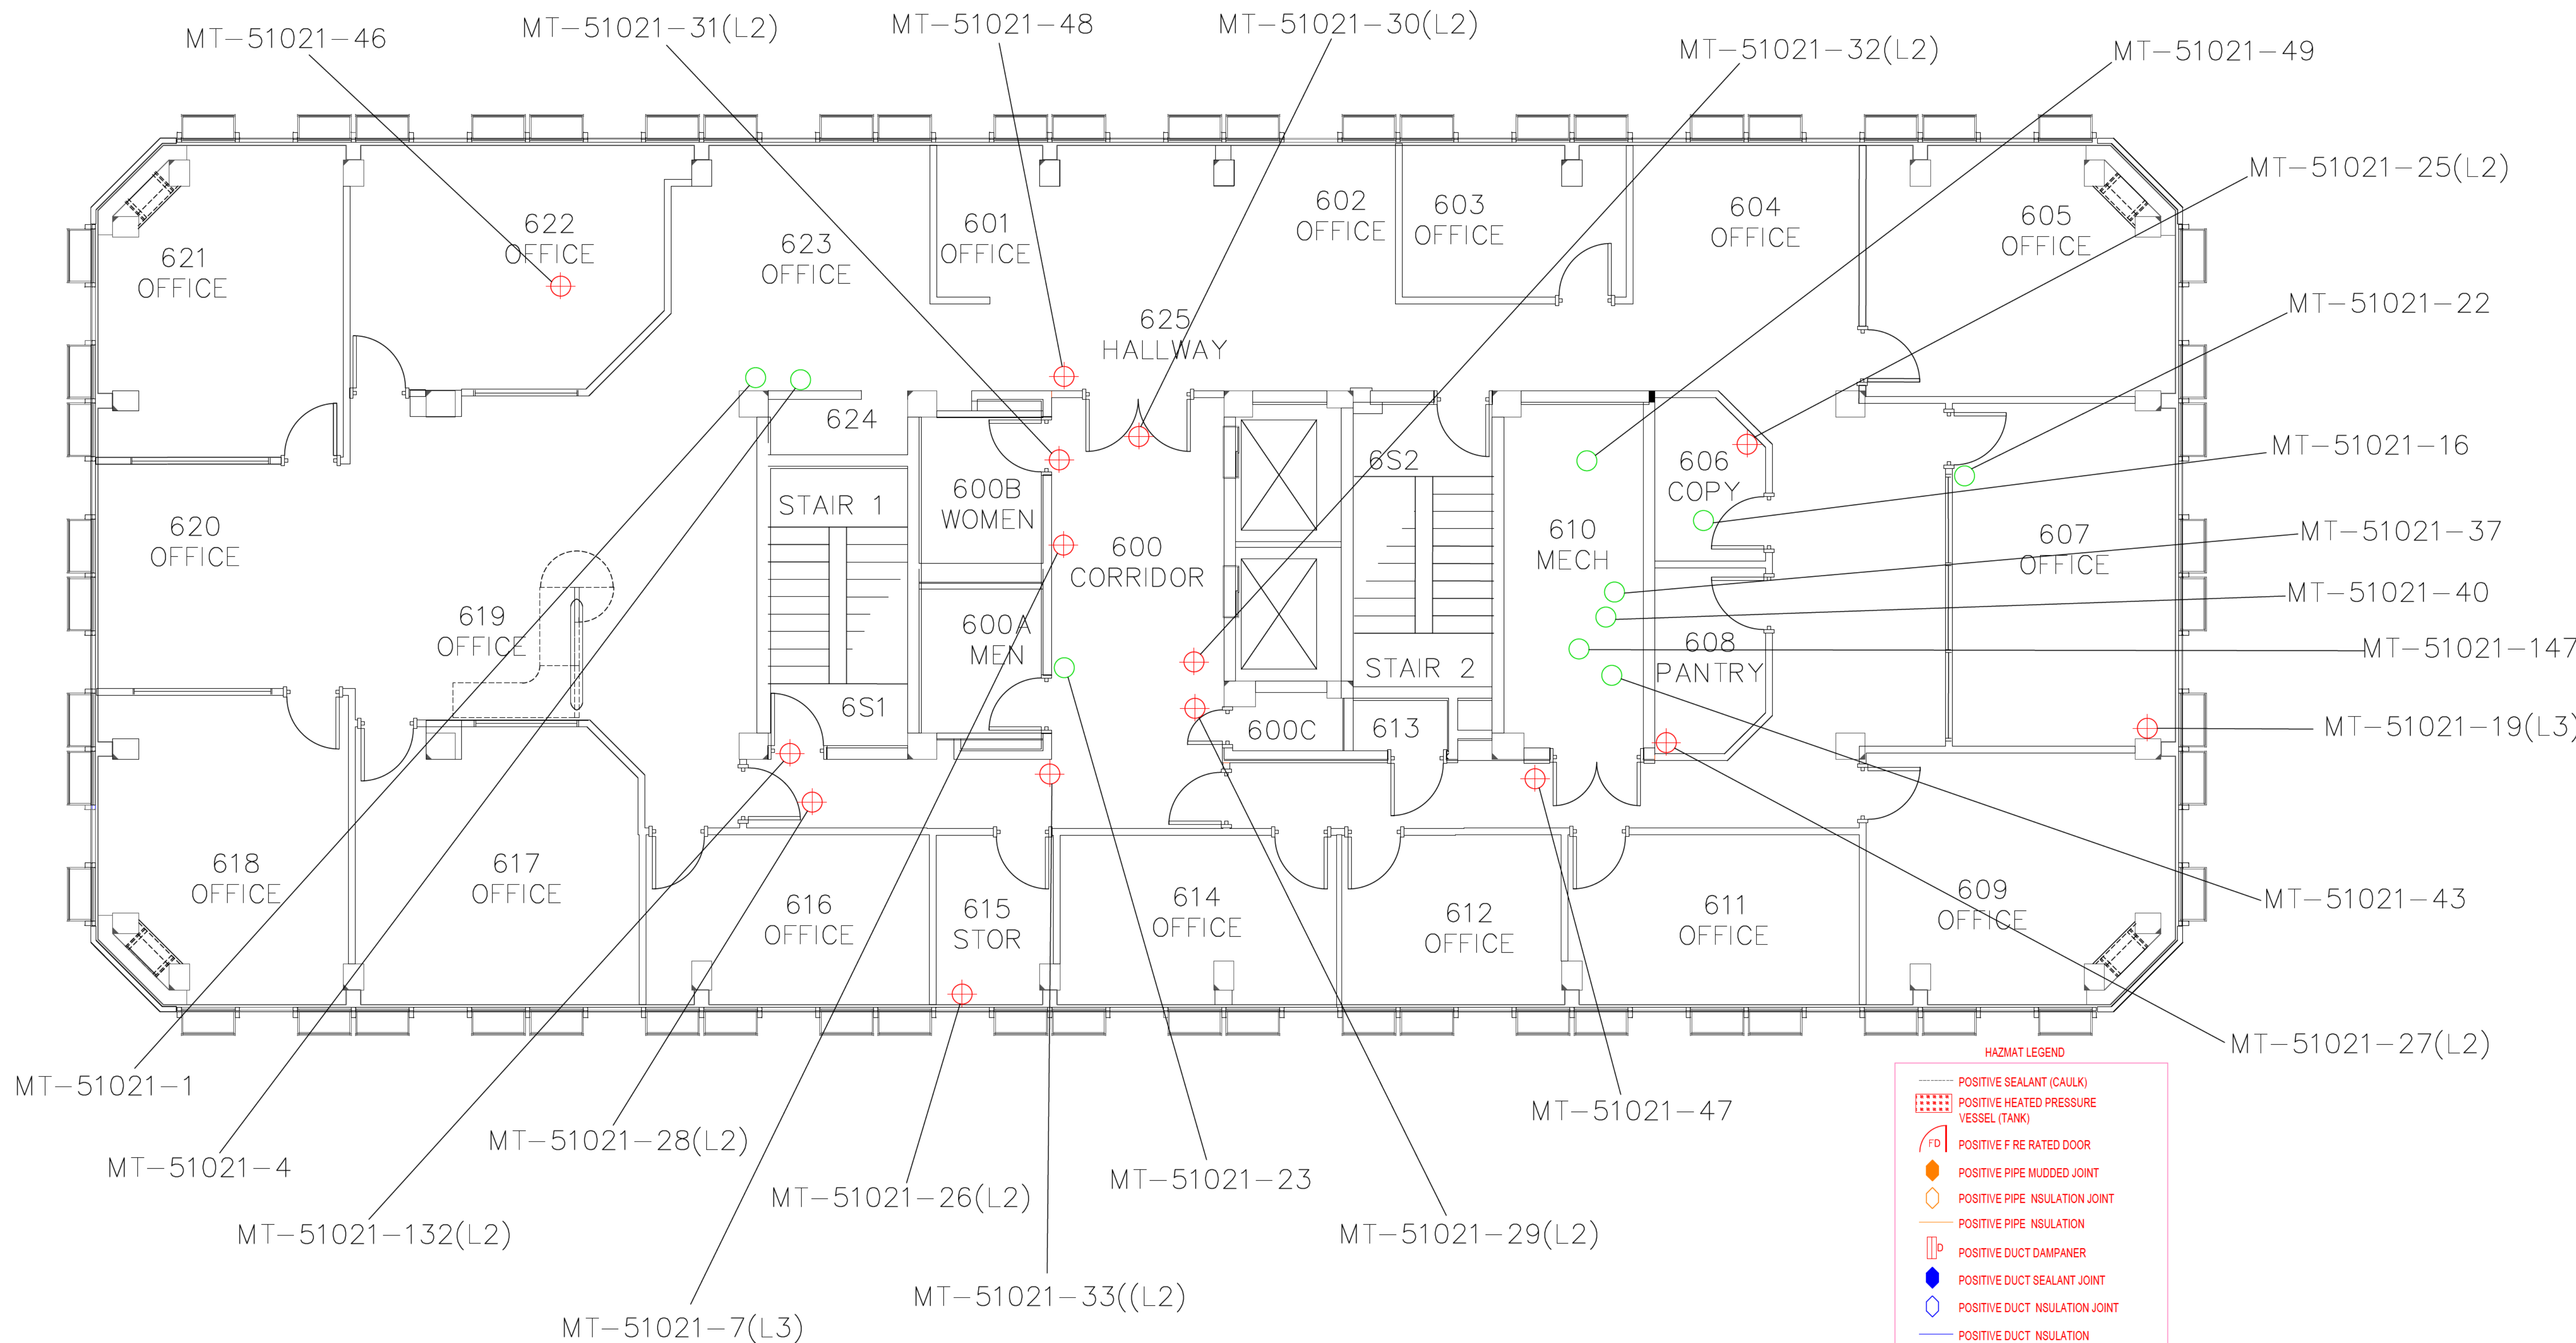 MT-51021-46
MT-51021-31(L2)
MT-51021-48
MT-51021-30(L2)
MT-51021-32(L2)
MT-51021-49
MT-51021-25(L2)
MT-51021-22
MT-51021-16
MT-51021-37
MT-51021-40
MT-51021-147
MT-51021-19(L3)
MT-51021-43
MT-51021-27(L2)
MT-51021-47
MT-51021-29(L2)
MT-51021-23
MT-51021-33((L2)
MT-51021-26(L2)
MT-51021-7(L3)
MT-51021-28(L2)
MT-51021-132(L2)
MT-51021-4
MT-51021-1
621
OFFICE
622
OFFICE
623
OFFICE
601
OFFICE
602
OFFICE
603
OFFICE
604
OFFICE
605
OFFICE
625
HALLWAY
624
STAIR 1
600B
WOMEN
600
CORRIDOR
6S2
610
MECH
606
COPY
607
OFFICE
620
OFFICE
619
OFFICE
600A
MEN
STAIR 2
608
PANTRY
6S1
600C
613
618
OFFICE
617
OFFICE
616
OFFICE
615
STOR
614
OFFICE
612
OFFICE
611
OFFICE
609
OFFICE
HAZMAT LEGEND
POSITIVE SEALANT (CAULK)
POSITIVE HEATED PRESSURE
VESSEL (TANK)
FD
POSITIVE F RE RATED DOOR
POSITIVE PIPE MUDDED JOINT
POSITIVE PIPE NSULATION JOINT
POSITIVE PIPE NSULATION
D
POSITIVE DUCT DAMPANER
POSITIVE DUCT SEALANT JOINT
POSITIVE DUCT NSULATION JOINT
POSITIVE DUCT NSULATION